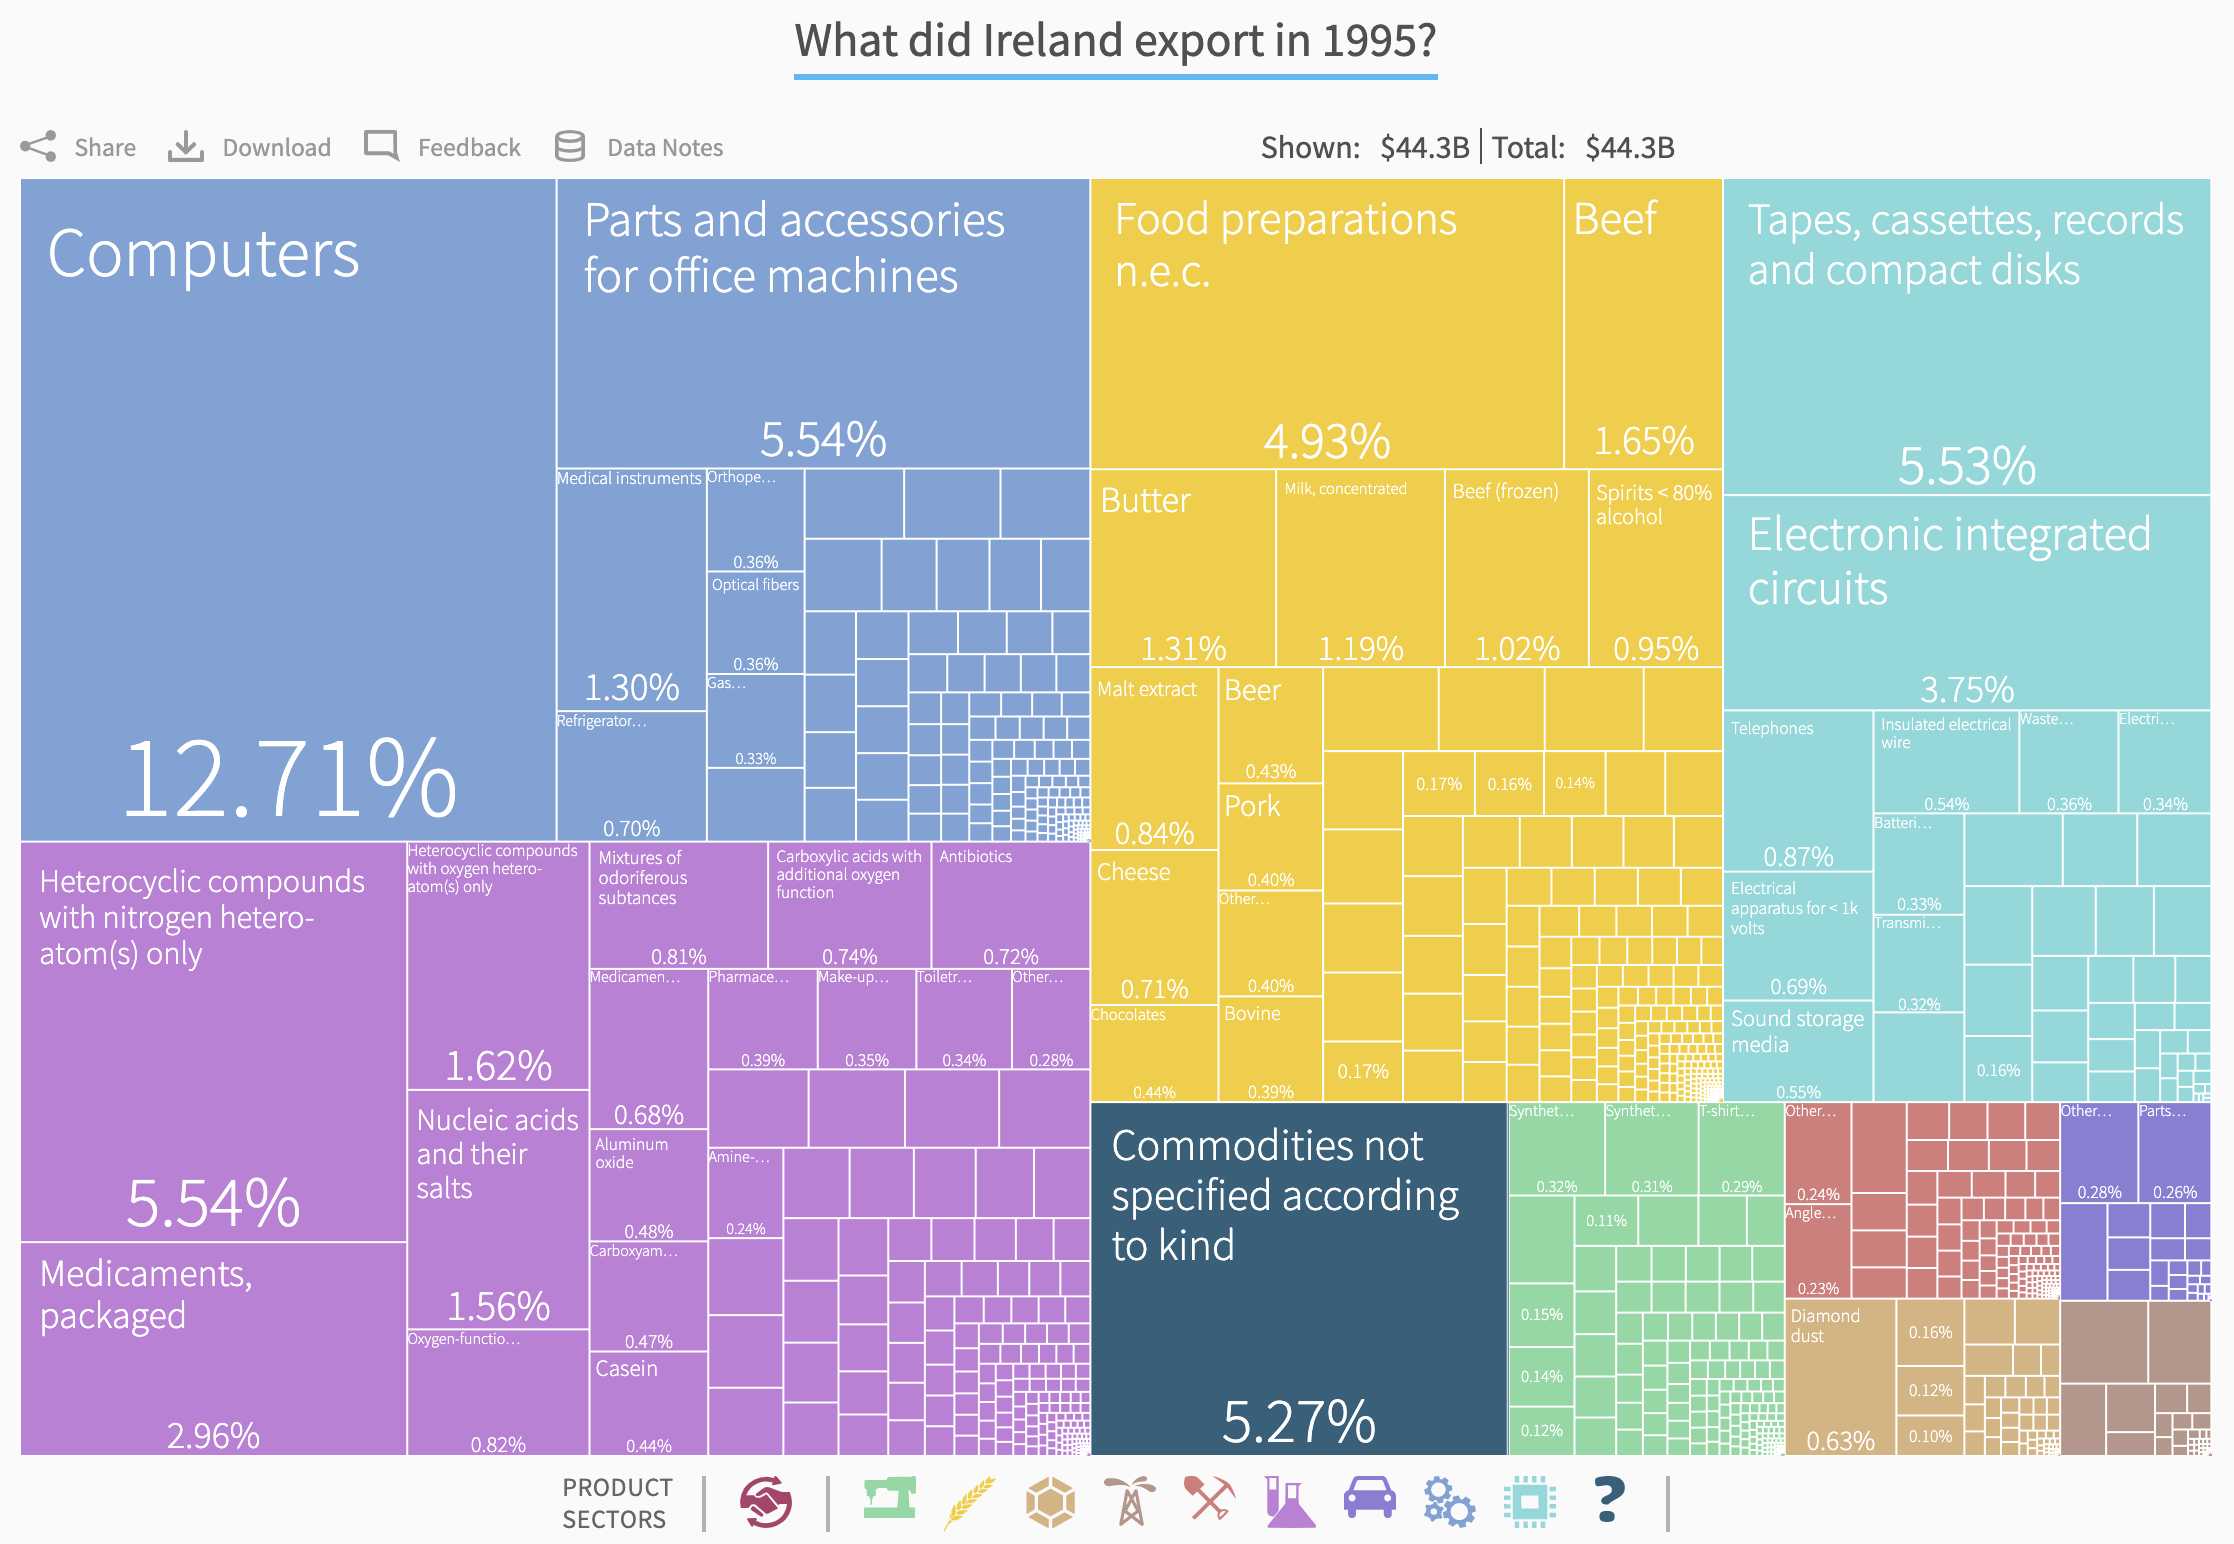 What did Ireland export in 1995?
Share
Download
Feedback
Data Notes
Shown: $44.3B
Total: $44.3B
Computers
12.71%
Parts and accessories
for office machines
5.54%
Medical instruments
1.30%
Refrigerator...
0.70%
Orthope...
0.36%
Optical fibers
0.36%
Gas...
0.33%
Food preparations
n.e.c.
4.93%
Beef
1.65%
Butter
1.31%
Milk, concentrated
1.19%
Beef (frozen)
1.02%
Spirits < 80%
alcohol
0.95%
Malt extract
0.84%
Cheese
0.71%
Chocolates
0.44%
Beer
0.43%
Pork
0.40%
Other...
0.40%
Bovine
0.39%
0.17%
0.16%
0.14%
0.17%
Tapes, cassettes, records
and compact disks
5.53%
Electronic integrated
circuits
3.75%
Telephones
0.87%
Electrical
apparatus for < 1k
volts
0.69%
Sound storage
media
0.55%
Insulated electrical
wire
0.54%
Waste...
0.36%
Electri...
0.34%
Batteri...
0.33%
Transmi...
0.32%
0.16%
Heterocyclic compounds
with nitrogen hetero-
atom(s) only
5.54%
Medicaments,
packaged
2.96%
Heterocyclic compounds
with oxygen hetero-
atom(s) only
1.62%
Nucleic acids
and their
salts
1.56%
Oxygen-functio...
0.82%
Mixtures of
odoriferous
subtances
0.81%
Carboxylic acids with
additional oxygen
function
0.74%
Antibiotics
0.72%
Medicamen...
0.68%
Aluminum
oxide
0.48%
Carboxyam...
0.47%
Casein
0.44%
Pharmace...
0.39%
Make-up...
0.35%
Toiletr...
0.34%
Other...
0.28%
Amine-...
0.24%
Commodities not
specified according
to kind
5.27%
Synthet...
0.32%
Synthet...
0.31%
T-shirt...
0.29%
0.11%
0.15%
0.14%
0.12%
Other...
0.24%
Angle...
0.23%
Other...
0.28%
Parts...
0.26%
Diamond
dust
0.63%
0.16%
0.12%
0.10%
PRODUCT
SECTORS
?